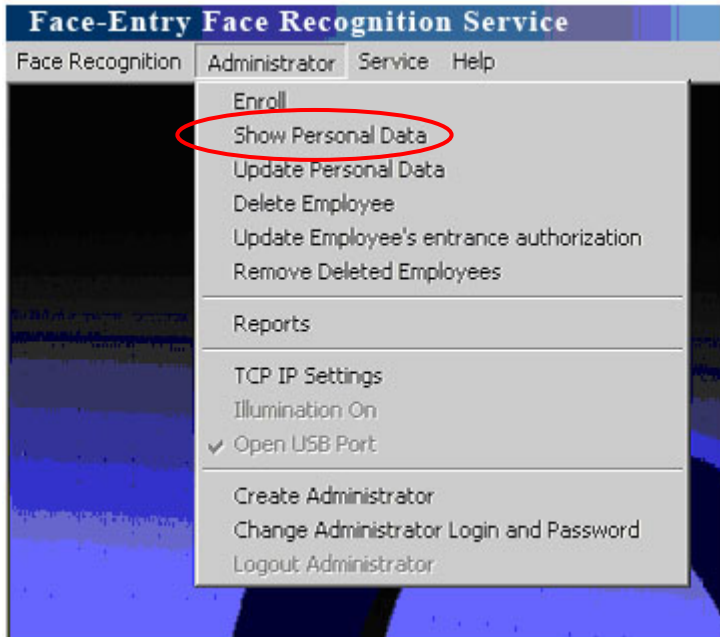 Face-Entry Face Recognition Service
Face Recognition Administrator Service Help
Enroll
Show Personal Data
Update Personal Data
Delete Employee
Update Employee's entrance authorization
Remove Deleted Employees
Reports
TCP IP Settings
Illumination On
Open USB Port
Create Administrator
Change Administrator Login and Password
Logout Administrator